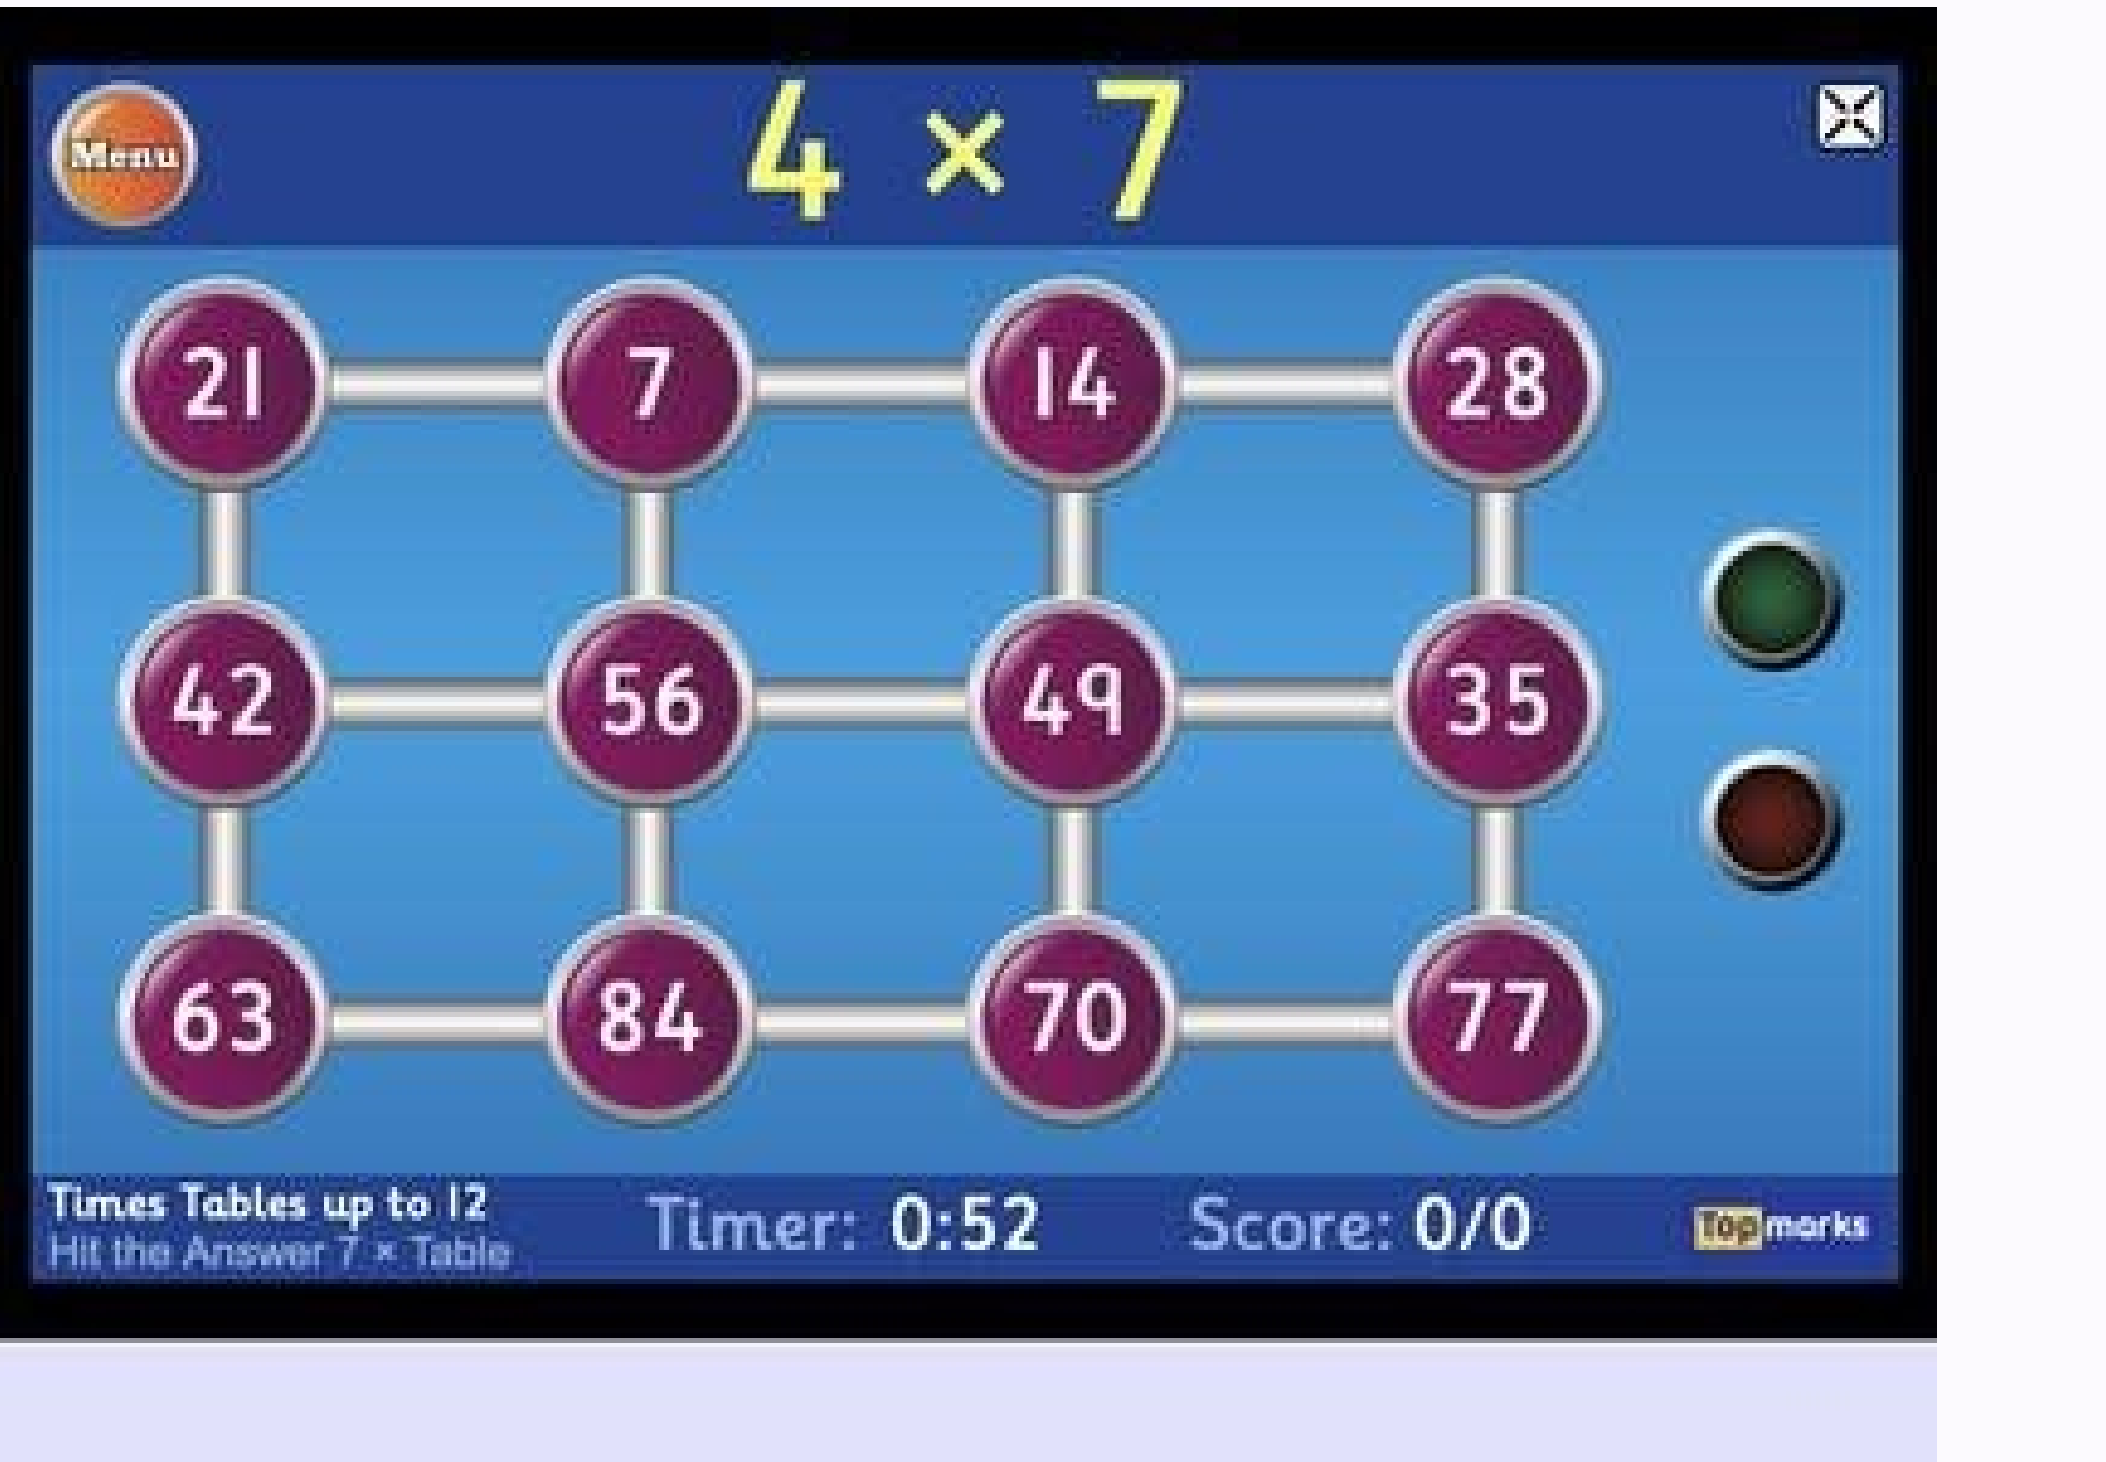 Menu
4 × 7
21 7 14 28
42 56 49 35
63 84 70 77
Times Tables up to 12
Hit the Answer 7 × Table
Timer: 0:52
Score: 0/0
Topmarks